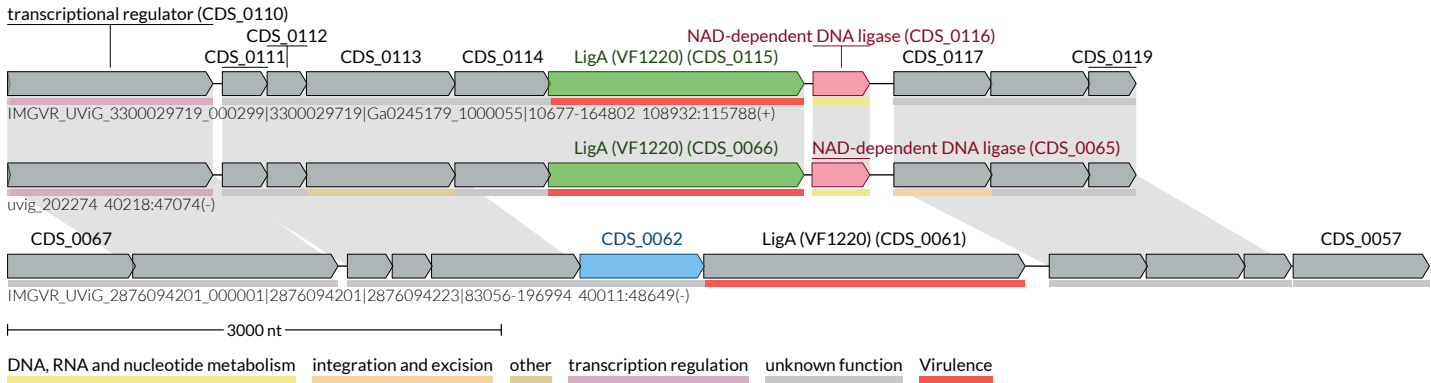 transcriptional regulator (CDS_0110)
CDS_0112
NAD-dependent DNA ligase (CDS_0116)
CDS_0111
CDS_0113
CDS_0114
LigA (VF1220) (CDS_0115)
CDS_0117
CDS_0119
IMGVR_UViG_3300029719_000299|3300029719|Ga0245179_1000055|10677-164802 108932:115788(+)
LigA (VF1220) (CDS_0066)
NAD-dependent DNA ligase (CDS_0065)
uvig_202274 40218:47074(-)
CDS_0067
CDS_0062
LigA (VF1220) (CDS_0061)
CDS_0057
IMGVR_UViG_2876094201_000001|2876094201|2876094223|83056-196994 40011:48649(-)
3000 nt
DNA, RNA and nucleotide metabolism integration and excision other transcription regulation unknown function Virulence